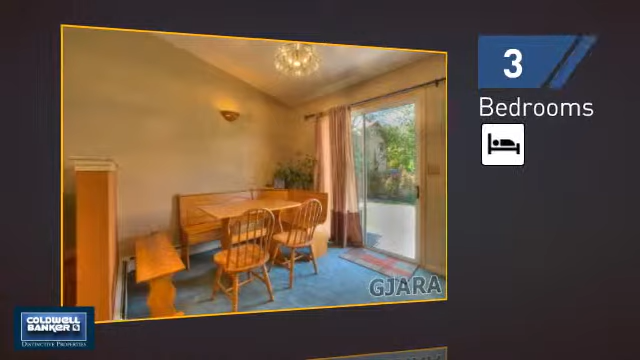 3
Bedrooms
GJARA
COLDWELL
BANKER
DISTINCTIVE PROPERTIES